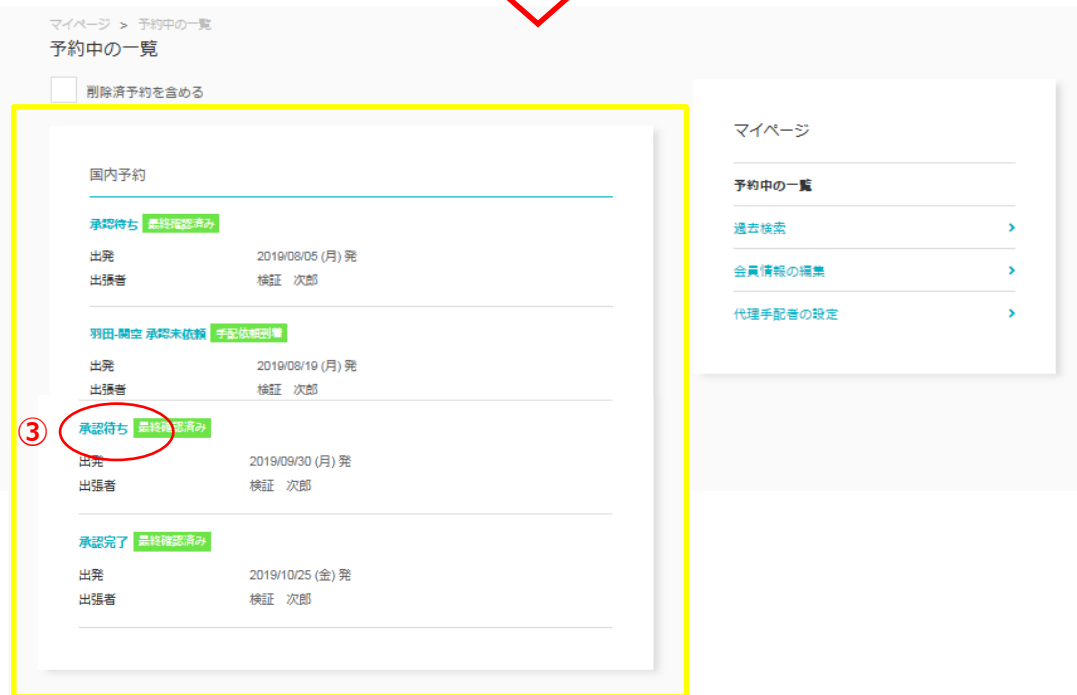 マイページ > 予約中の一覧
予約中の一覧
削除済予約を含める
国内予約
承認待ち 最終確認済み
出発 2019/08/05 (月) 発
出張者 検証 次郎
羽田-関空 承認未依頼 手配依頼到着
出発 2019/08/19 (月) 発
出張者 検証 次郎
③ 承認待ち 最終確認済み
出発 2019/09/30 (月) 発
出張者 検証 次郎
承認完了 最終確認済み
出発 2019/10/25 (金) 発
出張者 検証 次郎
マイページ
予約中の一覧
過去検索
会員情報の編集
代理手配者の設定